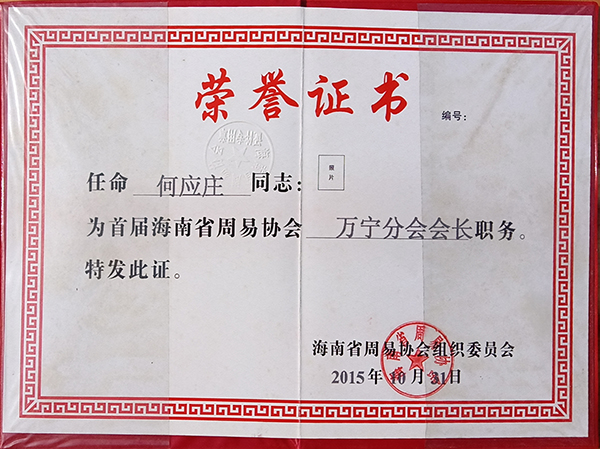 荣誉证书
编号：
照片
任命 何应庄 同志：
为首届海南省周易协会 万宁分会会长职务。
特发此证。
海南省周易协会组织委员会
2015年10月31日